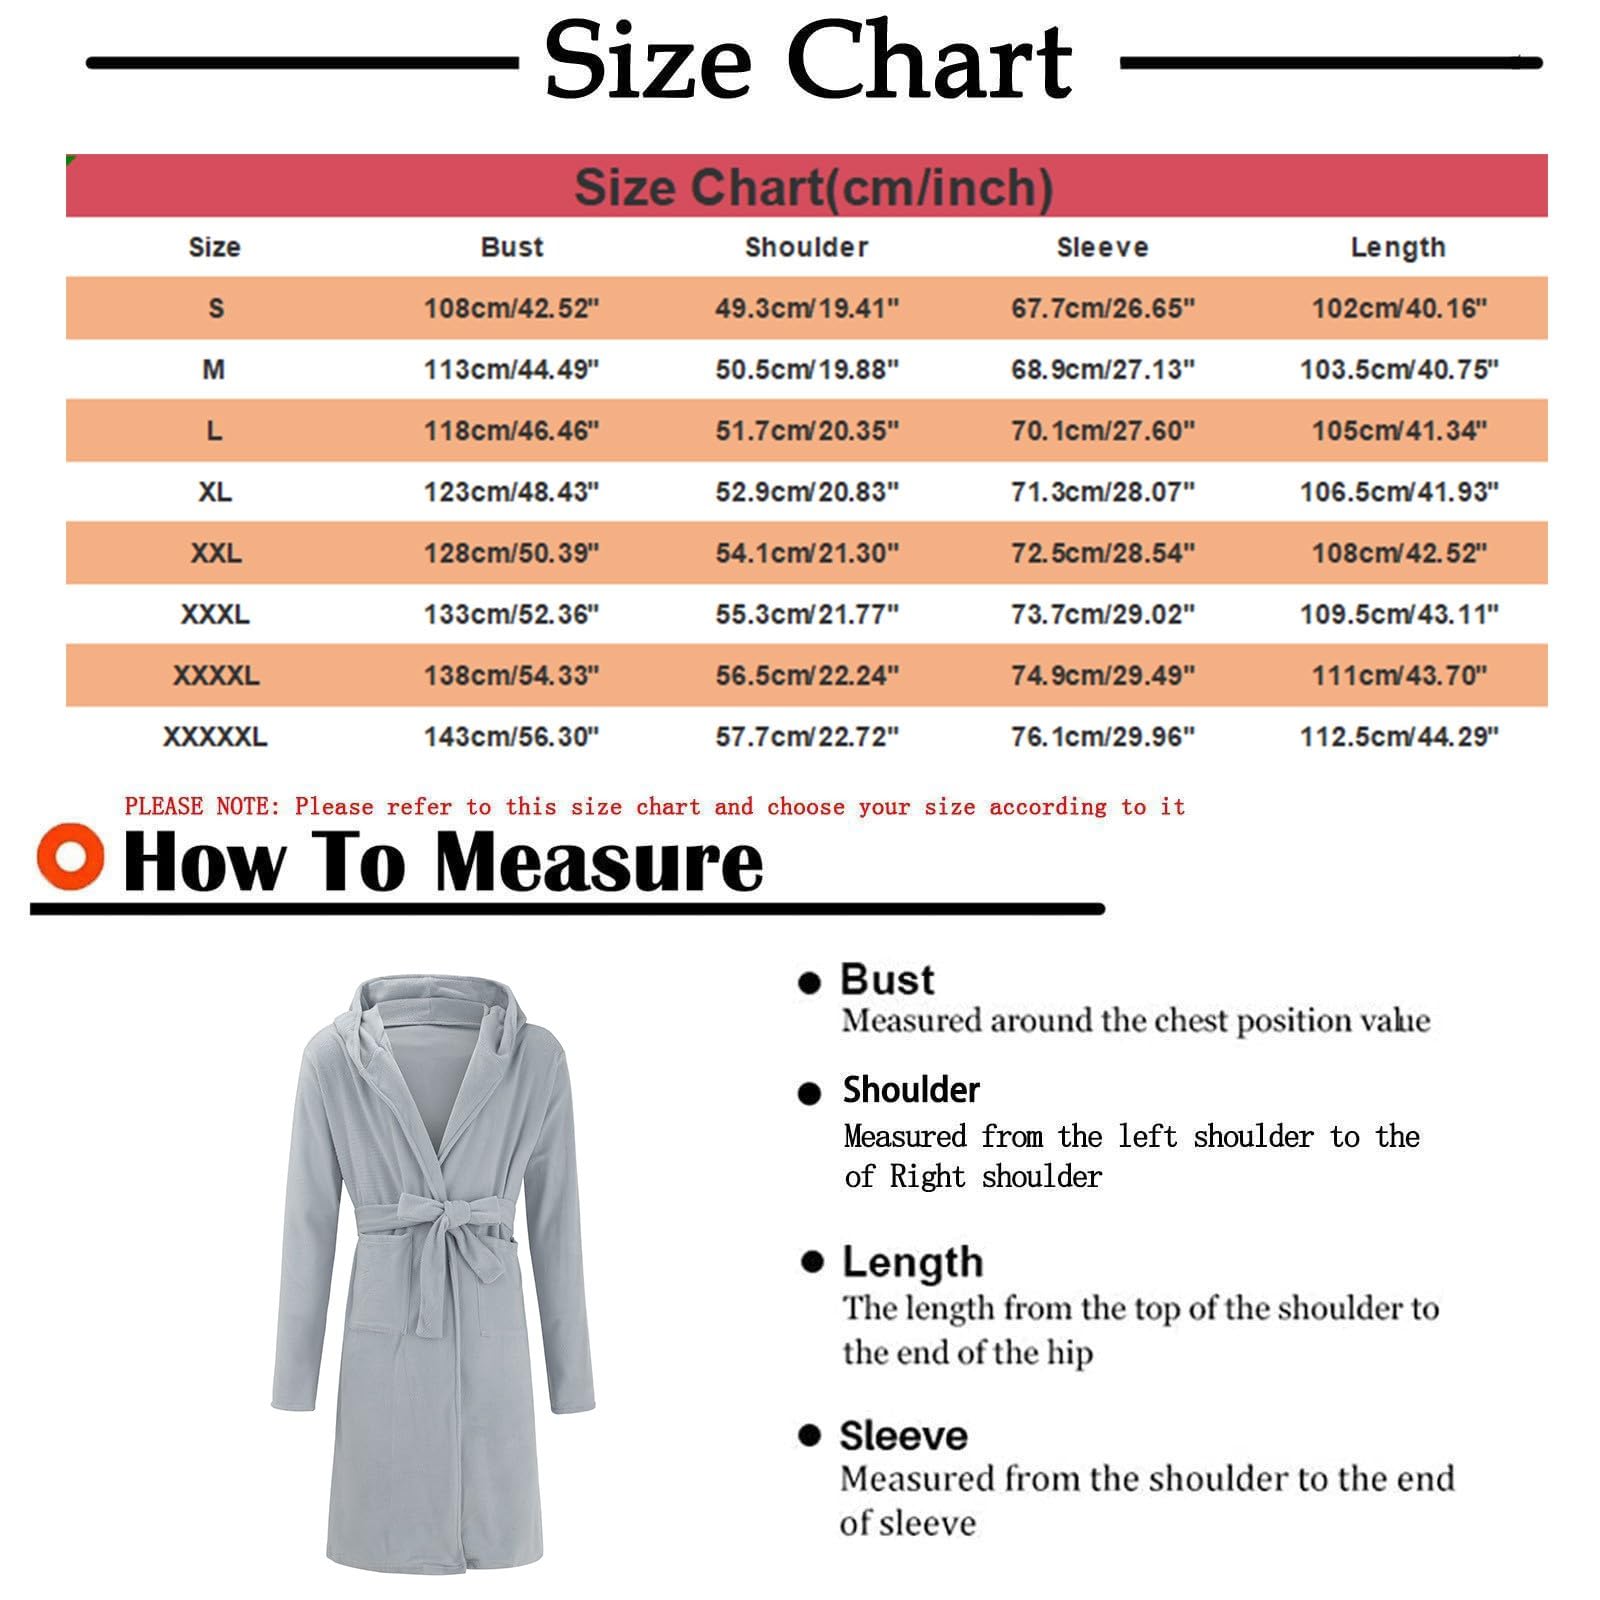 Size Chart
Size Chart(cm/inch)
Size Bust Shoulder Sleeve Length
S 108cm/42.52" 49.3cm/19.41" 67.7cm/26.65" 102cm/40.16"
M 113cm/44.49" 50.5cm/19.88" 68.9cm/27.13" 103.5cm/40.75"
L 118cm/46.46" 51.7cm/20.35" 70.1cm/27.60" 105cm/41.34"
XL 123cm/48.43" 52.9cm/20.83" 71.3cm/28.07" 106.5cm/41.93"
XXL 128cm/50.39" 54.1cm/21.30" 72.5cm/28.54" 108cm/42.52"
XXXL 133cm/52.36" 55.3cm/21.77" 73.7cm/29.02" 109.5cm/43.11"
XXXXL 138cm/54.33" 56.5cm/22.24" 74.9cm/29.49" 111cm/43.70"
XXXXXL 143cm/56.30" 57.7cm/22.72" 76.1cm/29.96" 112.5cm/44.29"
PLEASE NOTE: Please refer to this size chart and choose your size according to it
How To Measure
Bust
Measured around the chest position value
Shoulder
Measured from the left shoulder to the
of Right shoulder
Length
The length from the top of the shoulder to
the end of the hip
Sleeve
Measured from the shoulder to the end
of sleeve